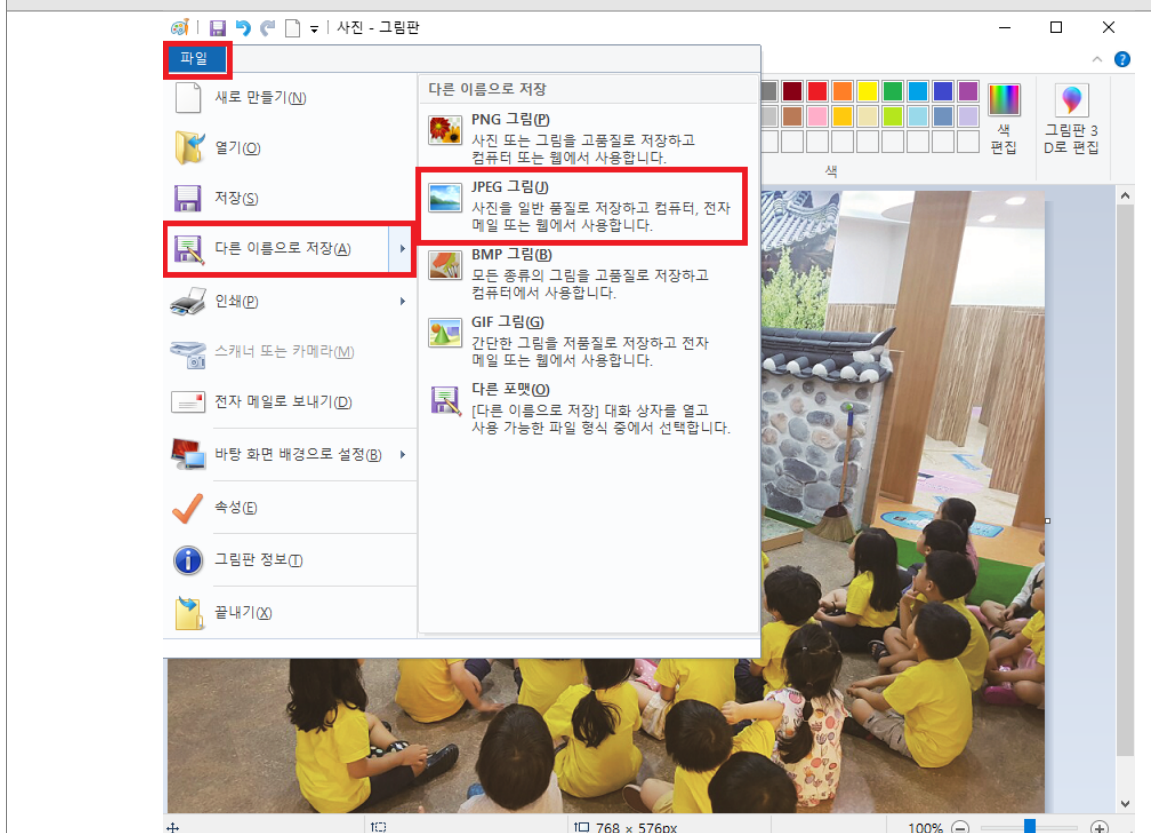 사진 - 그림판
파일
새로 만들기(N)
열기(O)
저장(S)
다른 이름으로 저장(A)
인쇄(P)
스캐너 또는 카메라(M)
전자 메일로 보내기(D)
바탕 화면 배경으로 설정(B)
속성(E)
그림판 정보(T)
끝내기(X)
다른 이름으로 저장
PNG 그림(P)
사진 또는 그림을 고품질로 저장하고
컴퓨터 또는 웹에서 사용합니다.
JPEG 그림(J)
사진을 일반 품질로 저장하고 컴퓨터, 전자
메일 또는 웹에서 사용합니다.
BMP 그림(B)
모든 종류의 그림을 고품질로 저장하고
컴퓨터에서 사용합니다.
GIF 그림(G)
간단한 그림을 저품질로 저장하고 전자
메일 또는 웹에서 사용합니다.
다른 포맷(O)
[다른 이름으로 저장] 대화 상자를 열고
사용 가능한 파일 형식 중에서 선택합니다.
색
편집
그림판 3
D로 편집
색
768 × 576px
100%